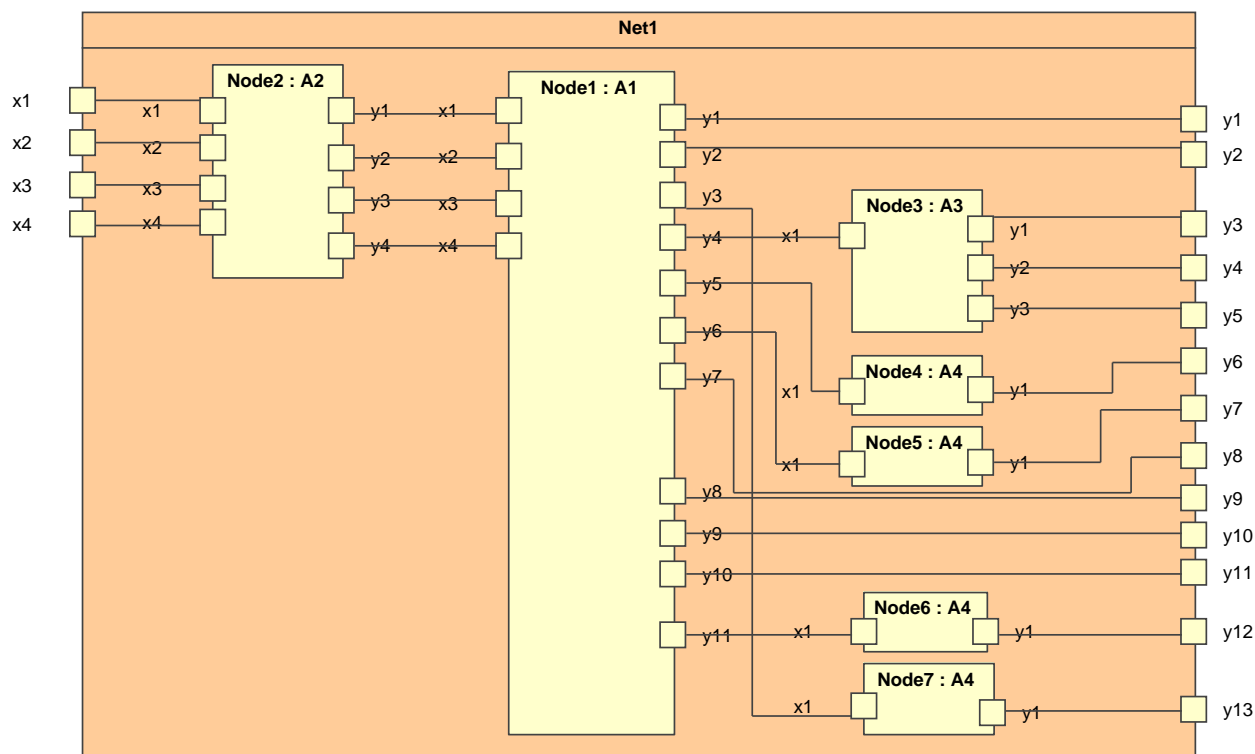 Net1
Node2 : A2
Node1 : A1
x1
x1
y1
x1
y1
y1
x2
x2
y2
x2
y2
y2
x3
x3
y3
x3
y3
Node3 : A3
y1
y3
x4
x4
y4
x4
y4
x1
y2
y4
y5
y3
y5
y6
Node4 : A4
y6
y7
x1
y1
y7
Node5 : A4
x1
y1
y8
y8
y9
y9
y10
y10
y11
Node6 : A4
y11
x1
y1
y12
Node7 : A4
x1
y1
y13